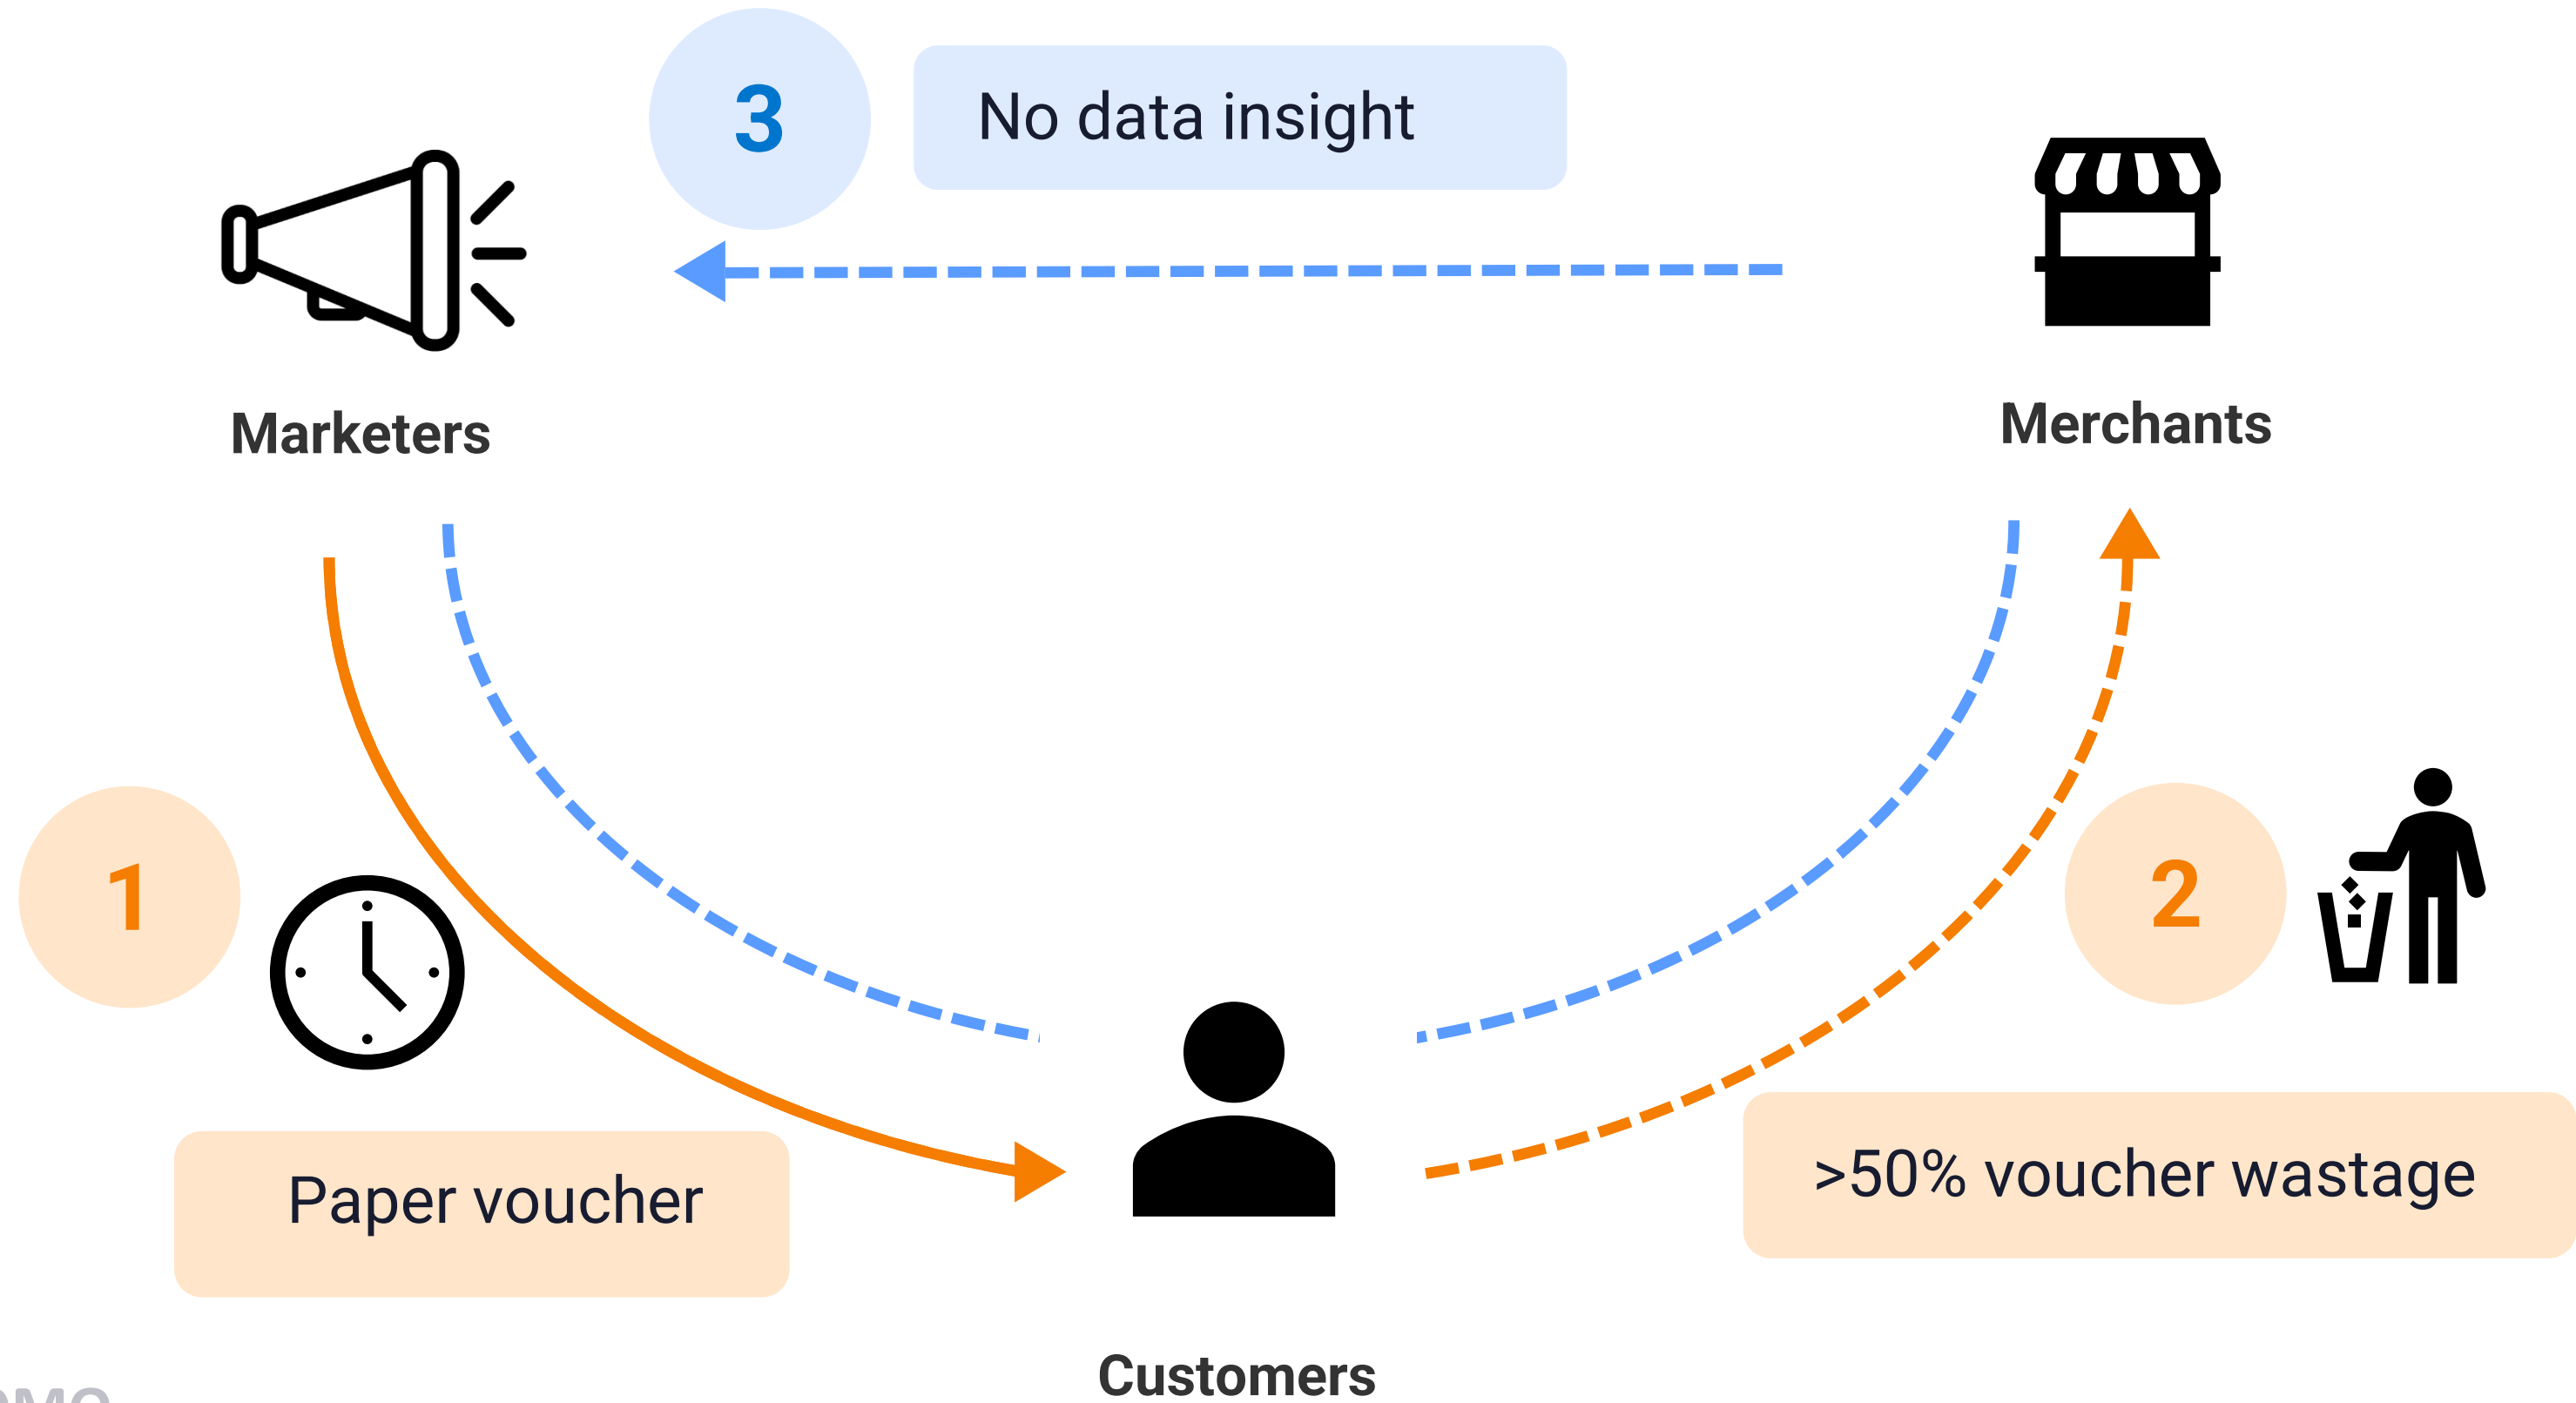 3
No data insight
Marketers
Merchants
1
2
Paper voucher
>50% voucher wastage
Customers